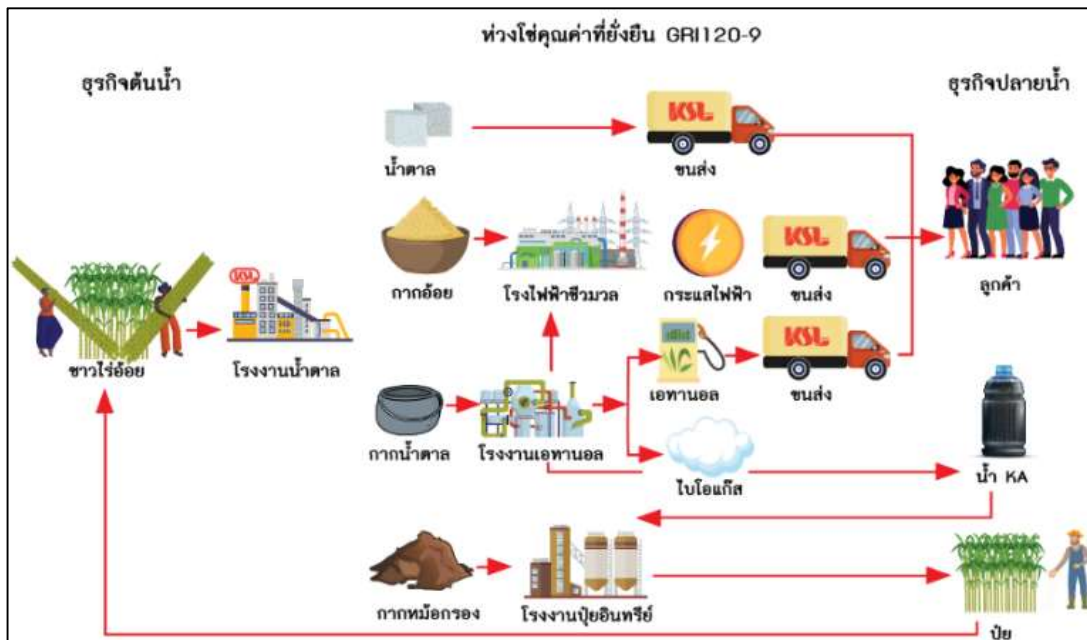 ห่วงโซ่คุณค่าที่ยั่งยืน GRI120-9
ธุรกิจต้นน้ำ
ธุรกิจปลายน้ำ
KSL
น้ำตาล
ขนส่ง
KSL
กากอ้อย
โรงไฟฟ้าชีวมวล
กระแสไฟฟ้า
ขนส่ง
ลูกค้า
KSL
ชาวไร่อ้อย
โรงงานน้ำตาล
KSL
เอทานอล
ขนส่ง
กากน้ำตาล
โรงงานเอทานอล
ไบโอแก๊ส
น้ำ KA
กากหม้อกรอง
โรงงานปุ๋ยอินทรีย์
ปุ๋ย